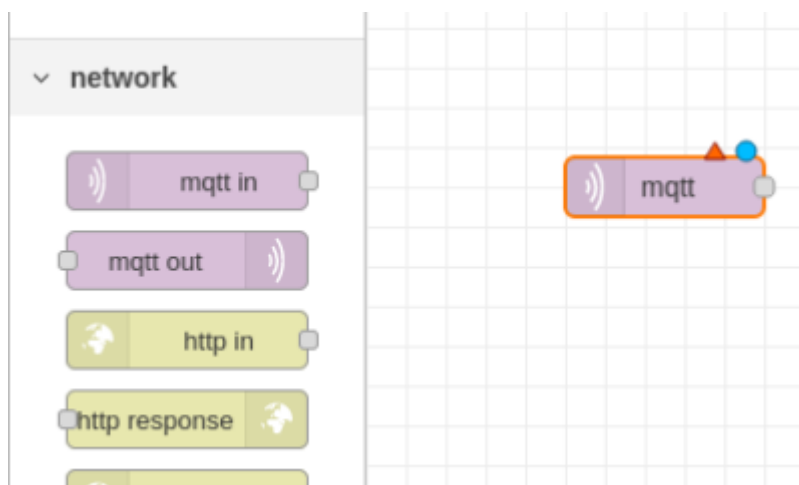 network
mqtt in
mqtt
mqtt out
http in
http response